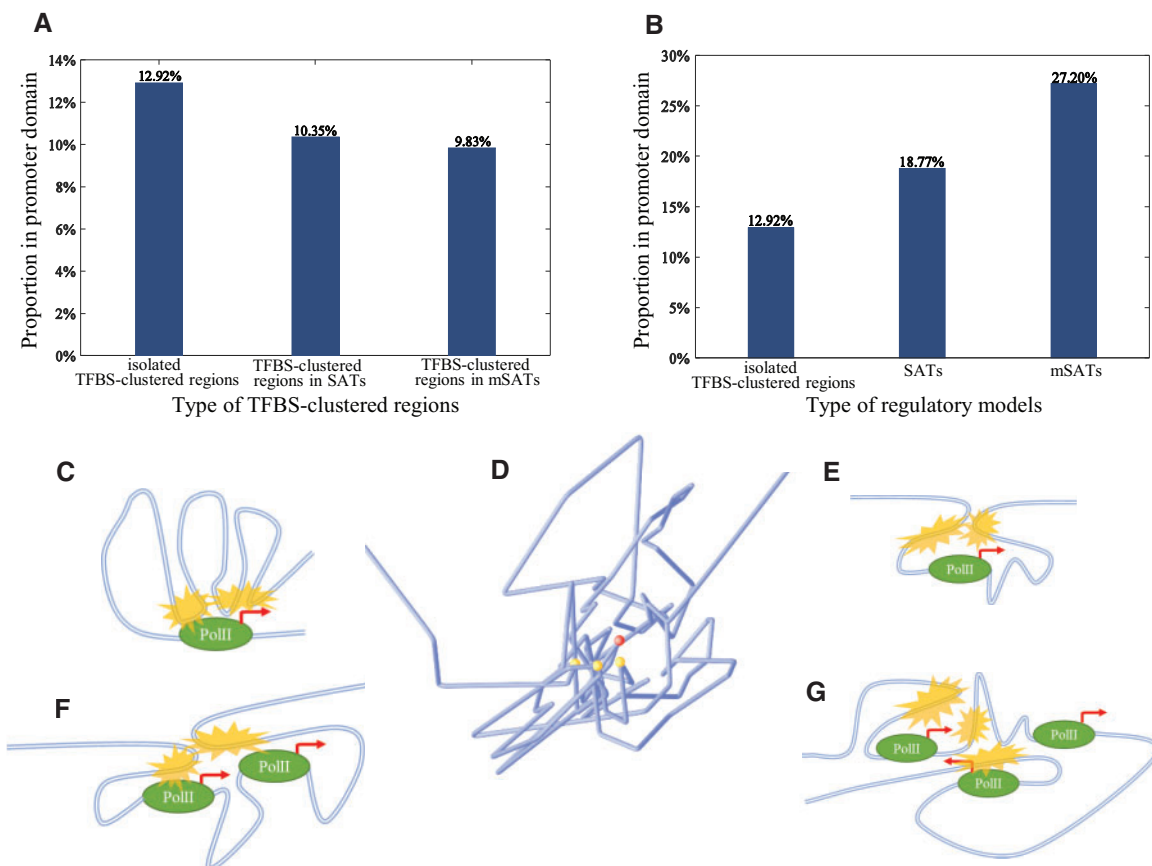 A
Proportion in promoter domain
14%
12%
10%
8%
6%
4%
2%
0%
12.92%
10.35%
9.83%
isolated
TFBS-clustered regions
TFBS-clustered
regions in SATs
TFBS-clustered
regions in mSATs
Type of TFBS-clustered regions
B
Proportion in promoter domain
30%
25%
20%
15%
10%
5%
0%
12.92%
18.77%
27.20%
isolated
TFBS-clustered regions
SATs
mSATs
Type of regulatory models
C
PolII
D
E
PolII
F
PolII
PolII
G
PolII
PolII
PolII